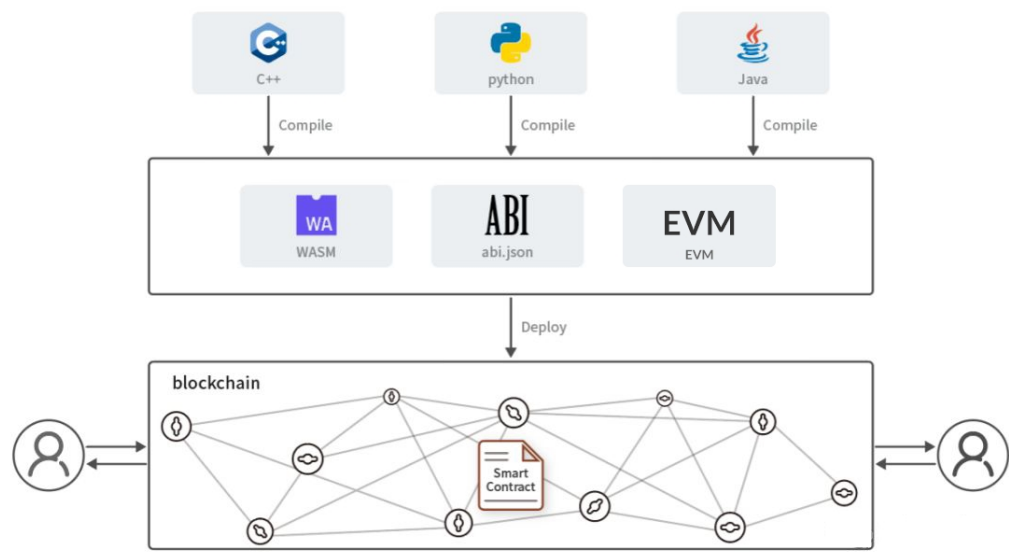 C++
C++
python
Java
Compile
Compile
Compile
WA
WASM
ABI
abi.json
EVM
EVM
Deploy
blockchain
Smart
Contract